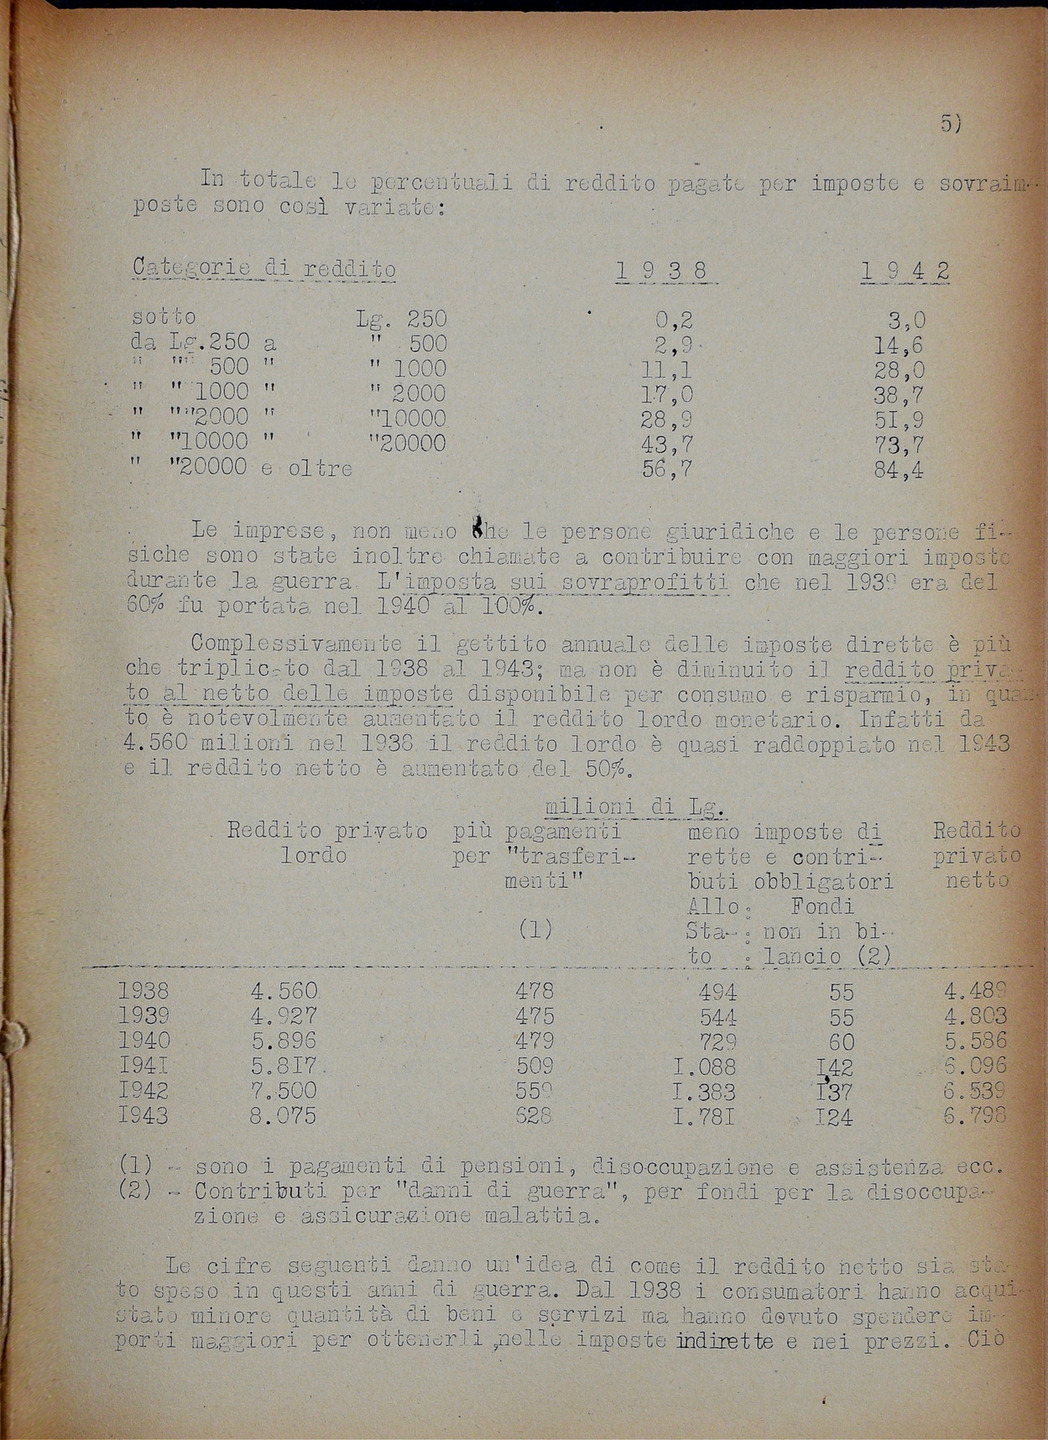 5)
In totale le percentuali di reddito pagate per imposte e sovraim-
poste sono così variate:
Categorie di reddito 1 9 3 8 1 9 4 2
sotto Lg. 250 0,2 3,0
da Lg.250 a " 500 2,9 14,6
" "" 500 " " 1000 11,1 28,0
" " 1000 " " 2000 17,0 38,7
" """2000 " "10000 28,9 5I,9
" "10000 " "20000 43,7 73,7
" "20000 e oltre 56,7 84,4
Le imprese, non meno che le persone giuridiche e le persone fi-
siche sono state inoltre chiamate a contribuire con maggiori imposte
durante la guerra. L'imposta sui sovraprofitti che nel 1939 era del
60% fu portata nel 1940 al 100%.
Complessivamente il gettito annuale delle imposte dirette è più
che triplicato dal 1938 al 1943; ma non è diminuito il reddito priva-
to al netto delle imposte disponibile per consumo e risparmio, in quan-
to è notevolmente aumentato il reddito lordo monetario. Infatti da
4.560 milioni nel 1938 il reddito lordo è quasi raddoppiato nel 1943
e il reddito netto è aumentato del 50%.
milioni di Lg.
Reddito privato più pagamenti meno imposte di Reddito
lordo per "trasferi- rette e contri- privato
menti" buti obbligatori netto
Allo : Fondi
(1) Sta- : non in bi-
to : lancio (2)
1938 4.560 478 494 55 4.489
1939 4.927 475 544 55 4.803
1940 5.896 479 729 60 5.586
I94I 5.8I7 509 I.088 I42 5.096
I942 7.500 559 I.383 I37 6.539
I943 8.075 628 I.78I I24 6.798
(1) - sono i pagamenti di pensioni, disoccupazione e assistenza ecc.
(2) - Contributi per "danni di guerra", per fondi per la disoccupa-
zione e assicurazione malattia.
Le cifre seguenti danno un'idea di come il reddito netto sia sta-
to speso in questi anni di guerra. Dal 1938 i consumatori hanno acqui-
stato minore quantità di beni e servizi ma hanno dovuto spendere im-
porti maggiori per ottenerli ,nelle imposte indirette e nei prezzi. Ciò